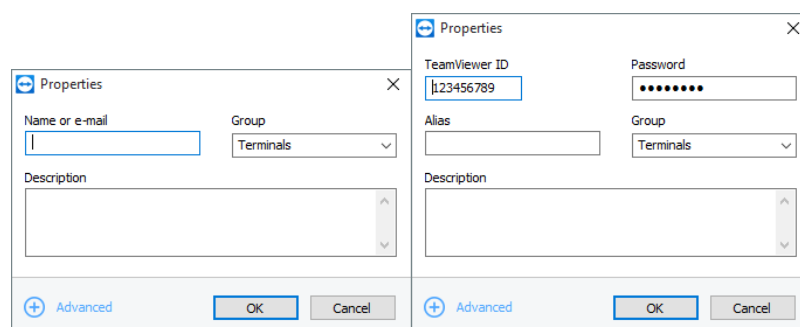 Properties
Name or e-mail Group
Terminals
Description
Advanced OK Cancel
Properties
TeamViewer ID Password
123456789 ●●●●●●●●
Alias Group
Terminals
Description
Advanced OK Cancel